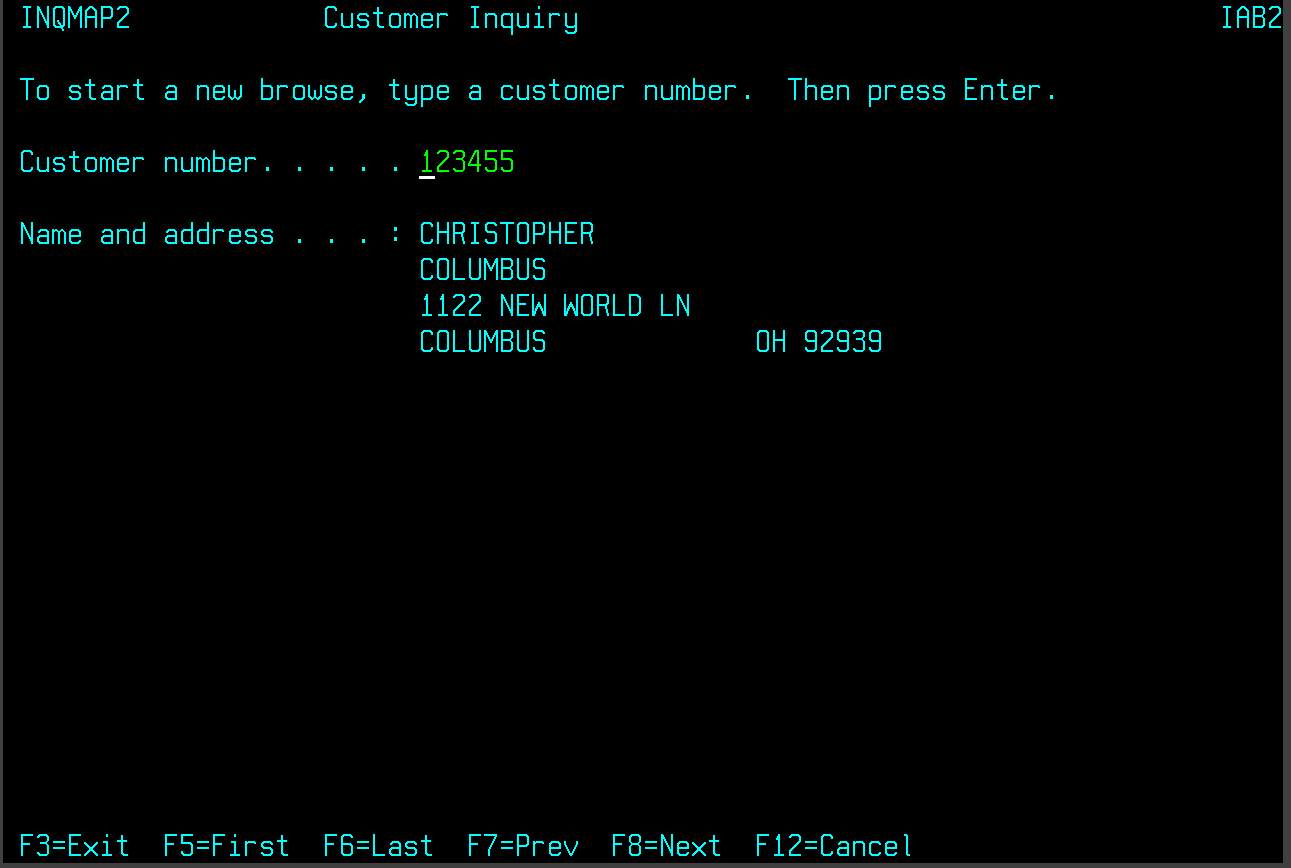 INQMAP2 Customer Inquiry IAB2
To start a new browse, type a customer number. Then press Enter.
Customer number. . . . . 123455
Name and address . . . : CHRISTOPHER
COLUMBUS
1122 NEW WORLD LN
COLUMBUS OH 92939
F3=Exit F5=First F6=Last F7=Prev F8=Next F12=Cancel